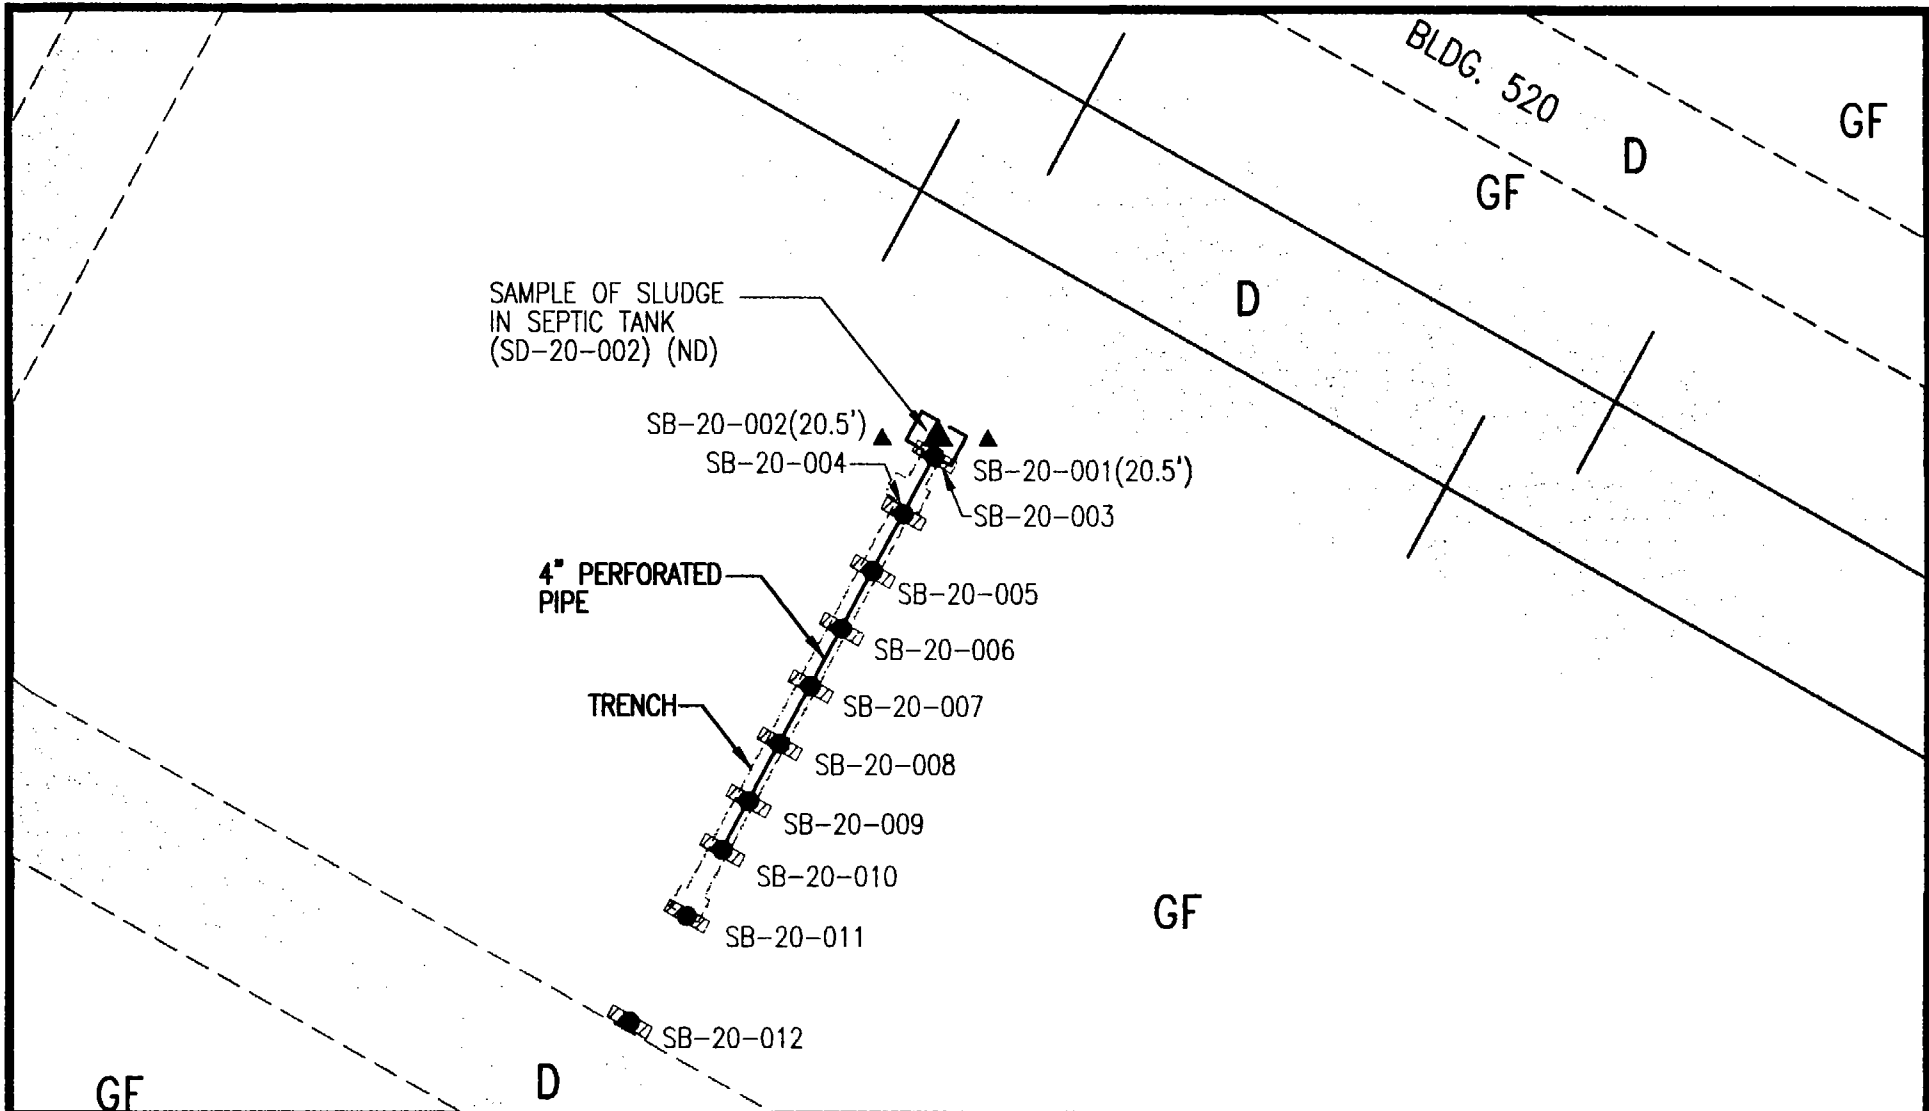 BLDG. 520
GF
D
GF
D
SAMPLE OF SLUDGE
IN SEPTIC TANK
(SD-20-002) (ND)
SB-20-002(20.5')
SB-20-004
SB-20-001(20.5')
SB-20-003
4" PERFORATED
PIPE
SB-20-005
SB-20-006
TRENCH
SB-20-007
SB-20-008
SB-20-009
SB-20-010
GF
SB-20-011
SB-20-012
D
GF